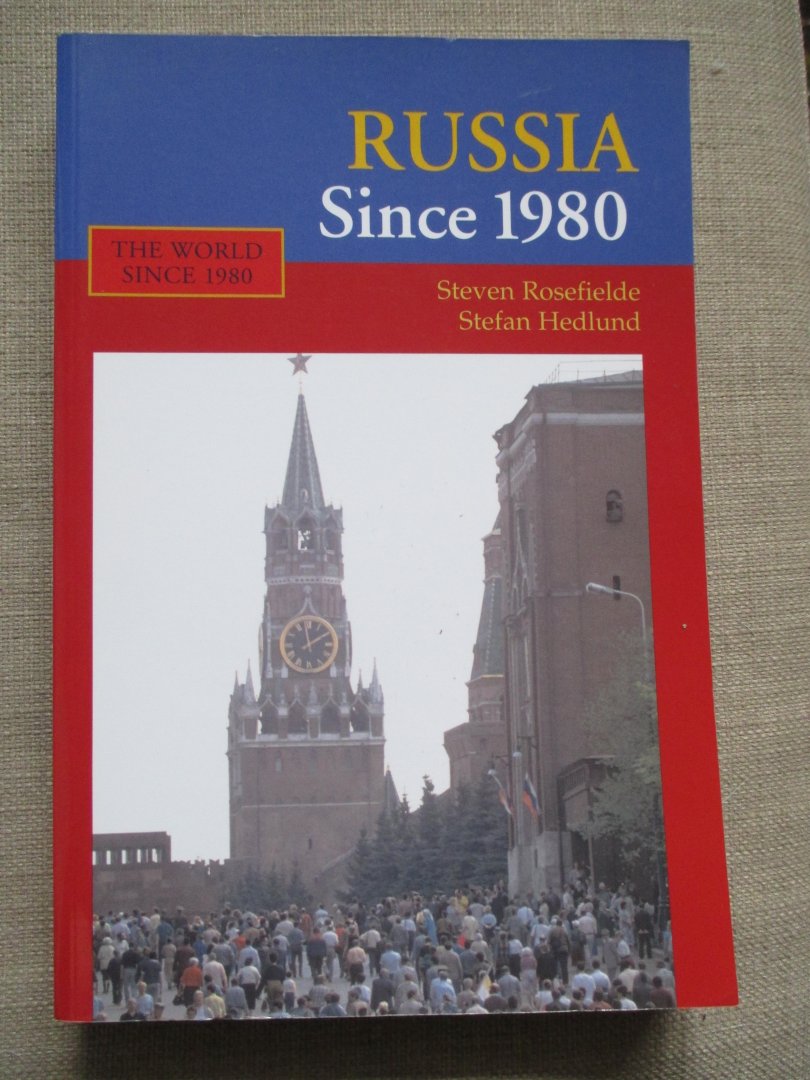 RUSSIA
Since 1980
THE WORLD
SINCE 1980
Steven Rosefielde
Stefan Hedlund